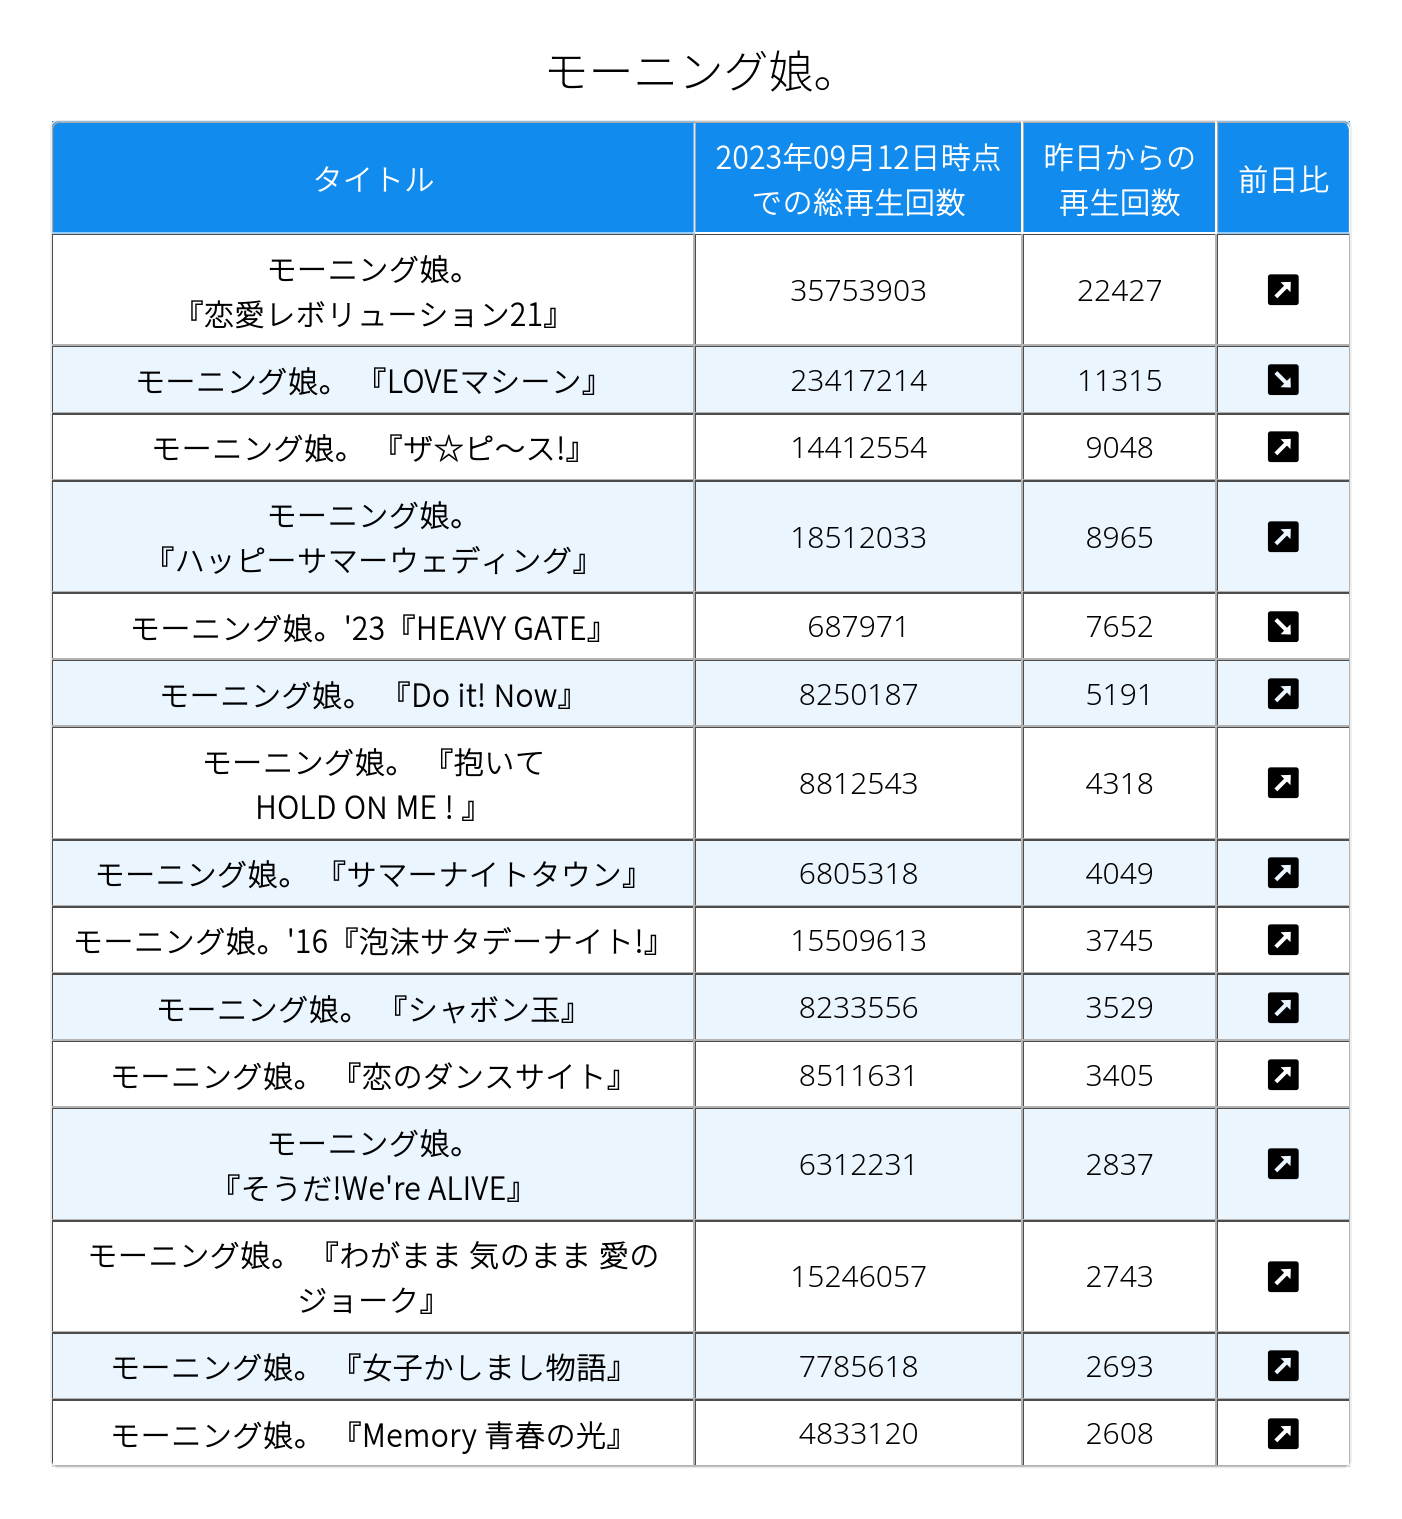 モーニング娘。
タイトル
2023年09月12日時点
での総再生回数
昨日からの
再生回数
前日比
モーニング娘。
『恋愛レボリューション21』
35753903
22427
モーニング娘。 『LOVEマシーン』
23417214
11315
モーニング娘。 『ザ☆ピ～ス!』
14412554
9048
モーニング娘。
『ハッピーサマーウェディング』
18512033
8965
モーニング娘。'23『HEAVY GATE』
687971
7652
モーニング娘。 『Do it! Now』
8250187
5191
モーニング娘。 『抱いて
HOLD ON ME ! 』
8812543
4318
モーニング娘。 『サマーナイトタウン』
6805318
4049
モーニング娘。'16『泡沫サタデーナイト!』
15509613
3745
モーニング娘。 『シャボン玉』
8233556
3529
モーニング娘。 『恋のダンスサイト』
8511631
3405
モーニング娘。
『そうだ!We're ALIVE』
6312231
2837
モーニング娘。 『わがまま 気のまま 愛の
ジョーク』
15246057
2743
モーニング娘。 『女子かしまし物語』
7785618
2693
モーニング娘。 『Memory 青春の光』
4833120
2608